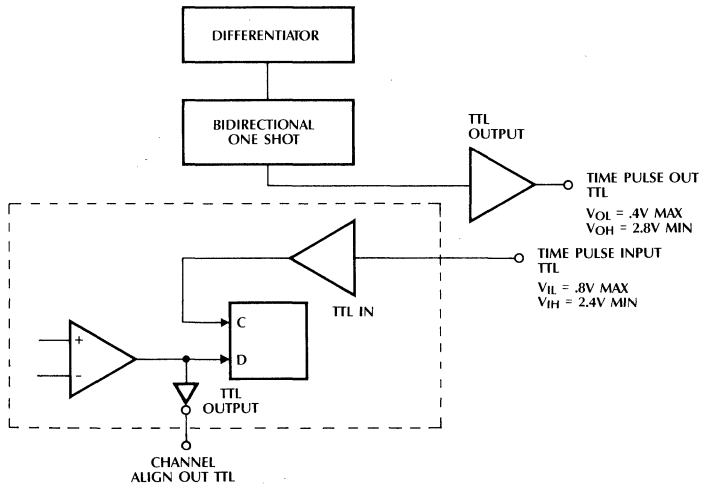 DIFFERENTIATOR
BIDIRECTIONAL
ONE SHOT
TTL
OUTPUT
TIME PULSE OUT
TTL
VOL = .4V MAX
VOH = 2.8V MIN
TIME PULSE INPUT
TTL
VIL = .8V MAX
VIH = 2.4V MIN
TTL IN
C
D
+
−
TTL
OUTPUT
CHANNEL
ALIGN OUT TTL